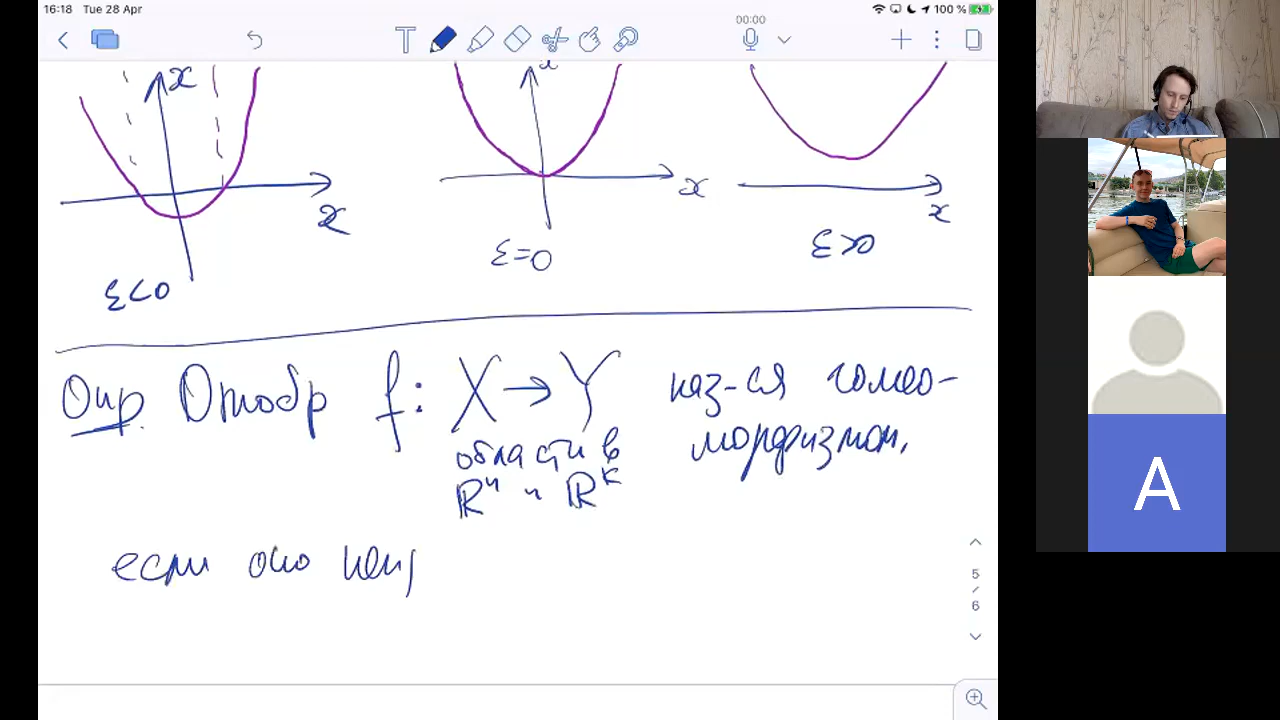 16:18 Tue 28 Apr
100 %
00:00
T
x
x
x
x
ε<0
ε=0
ε>0
Опр. Отобр f: X → Y наз-ся гомео-
морфизмом,
области в
ℝⁿ и ℝᵏ
если оно непр
5
/
6
A